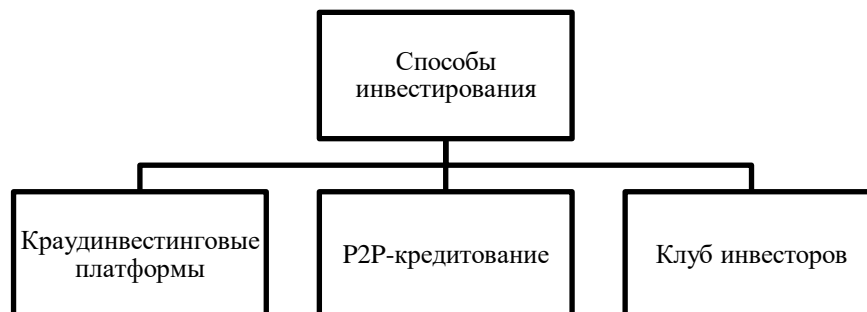 Способы
инвестирования
Краудинвестинговые
платформы
P2P-кредитование
Клуб инвесторов